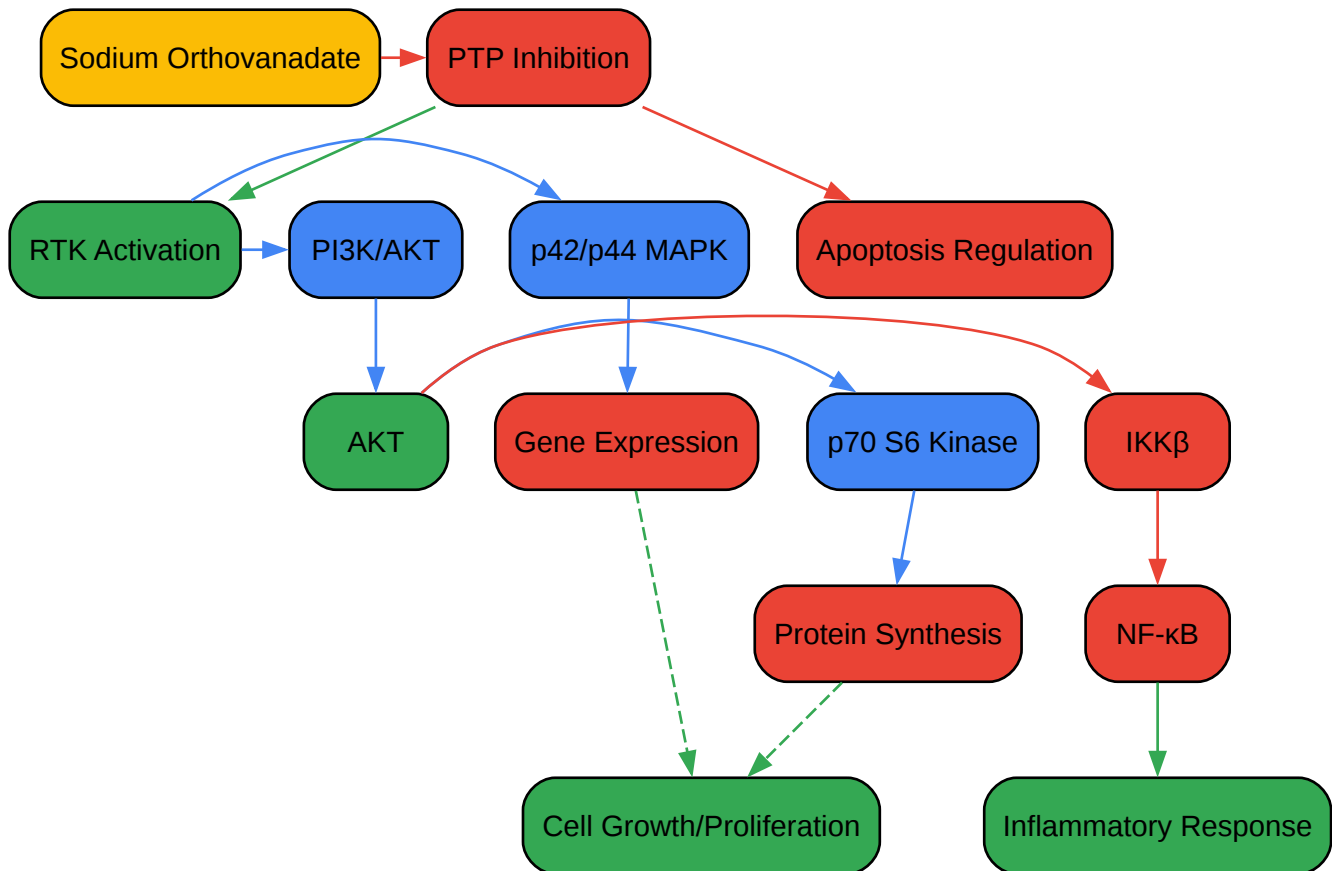 Sodium Orthovanadate
PTP Inhibition
RTK Activation
PI3K/AKT
p42/p44 MAPK
Apoptosis Regulation
AKT
Gene Expression
p70 S6 Kinase
IKKβ
Protein Synthesis
NF-κB
Cell Growth/Proliferation
Inflammatory Response